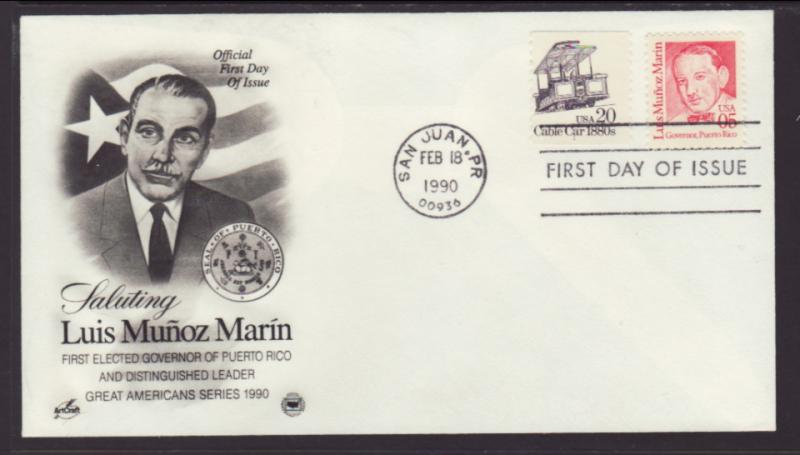 Official
First Day
Of Issue
SEAL OF PUERTO RICO
Saluting
Luis Muñoz Marín
FIRST ELECTED GOVERNOR OF PUERTO RICO
AND DISTINGUISHED LEADER
GREAT AMERICANS SERIES 1990
ArtCraft
SAN JUAN, PR
FEB 18
1990
00936
USA 20
Cable Car 1880s
Luis Muñoz Marín
USA
05
Governor, Puerto Rico
FIRST DAY OF ISSUE